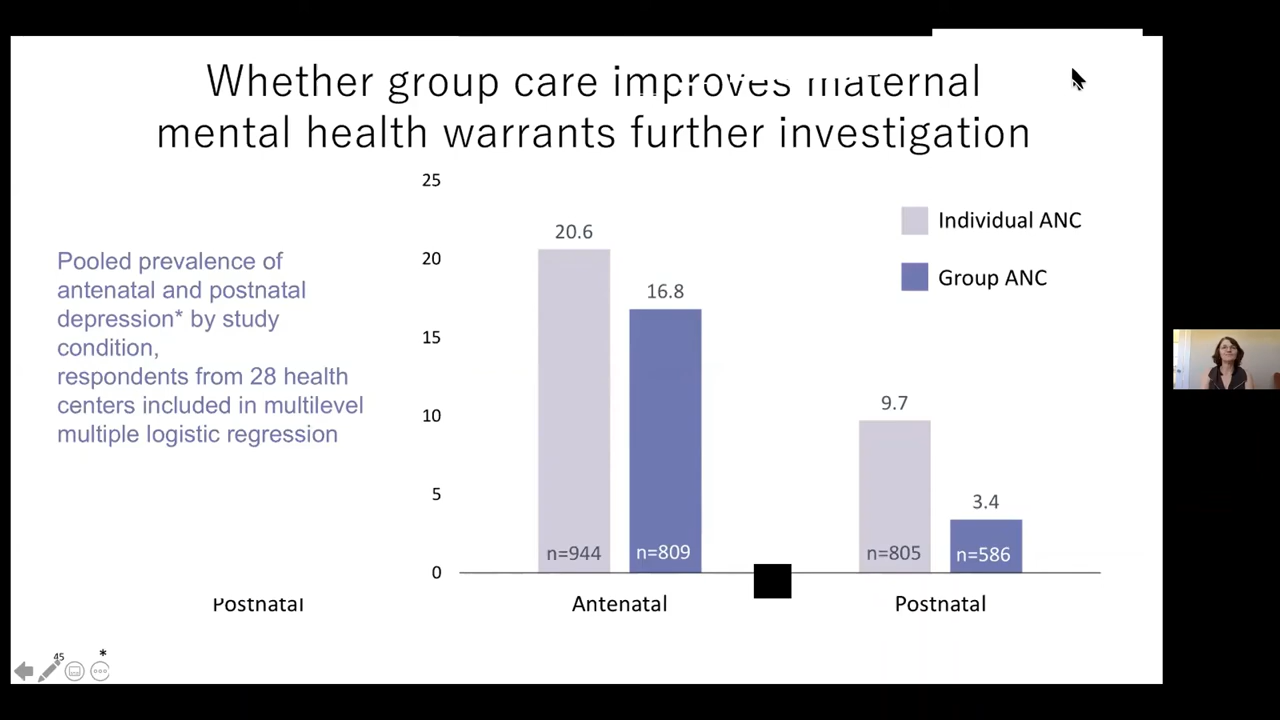 Whether group care improves maternal
mental health warrants further investigation
Pooled prevalence of
antenatal and postnatal
depression* by study
condition,
respondents from 28 health
centers included in multilevel
multiple logistic regression
25
20
15
10
5
0
20.6
16.8
9.7
3.4
n=944
n=809
n=805
n=586
Individual ANC
Group ANC
Postnatal
Antenatal
Postnatal
45
*